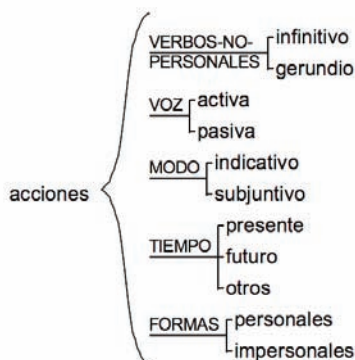 VERBOS-NO-
PERSONALES
infinitivo
gerundio
VOZ
activa
pasiva
MODO
indicativo
subjuntivo
acciones
TIEMPO
presente
futuro
otros
FORMAS
personales
impersonales